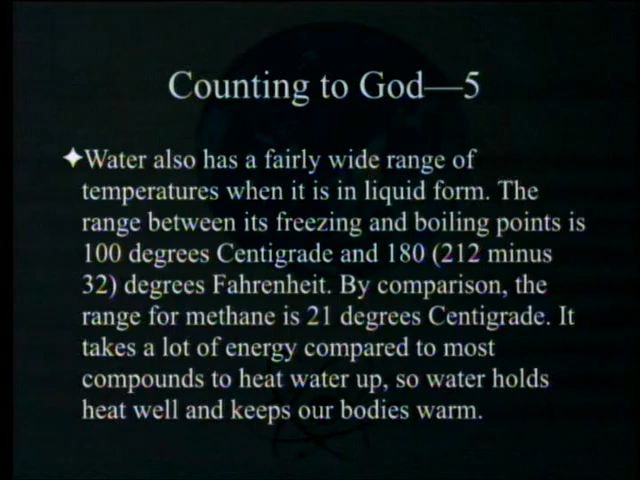 Counting to God—5
✦Water also has a fairly wide range of
temperatures when it is in liquid form. The
range between its freezing and boiling points is
100 degrees Centigrade and 180 (212 minus
32) degrees Fahrenheit. By comparison, the
range for methane is 21 degrees Centigrade. It
takes a lot of energy compared to most
compounds to heat water up, so water holds
heat well and keeps our bodies warm.